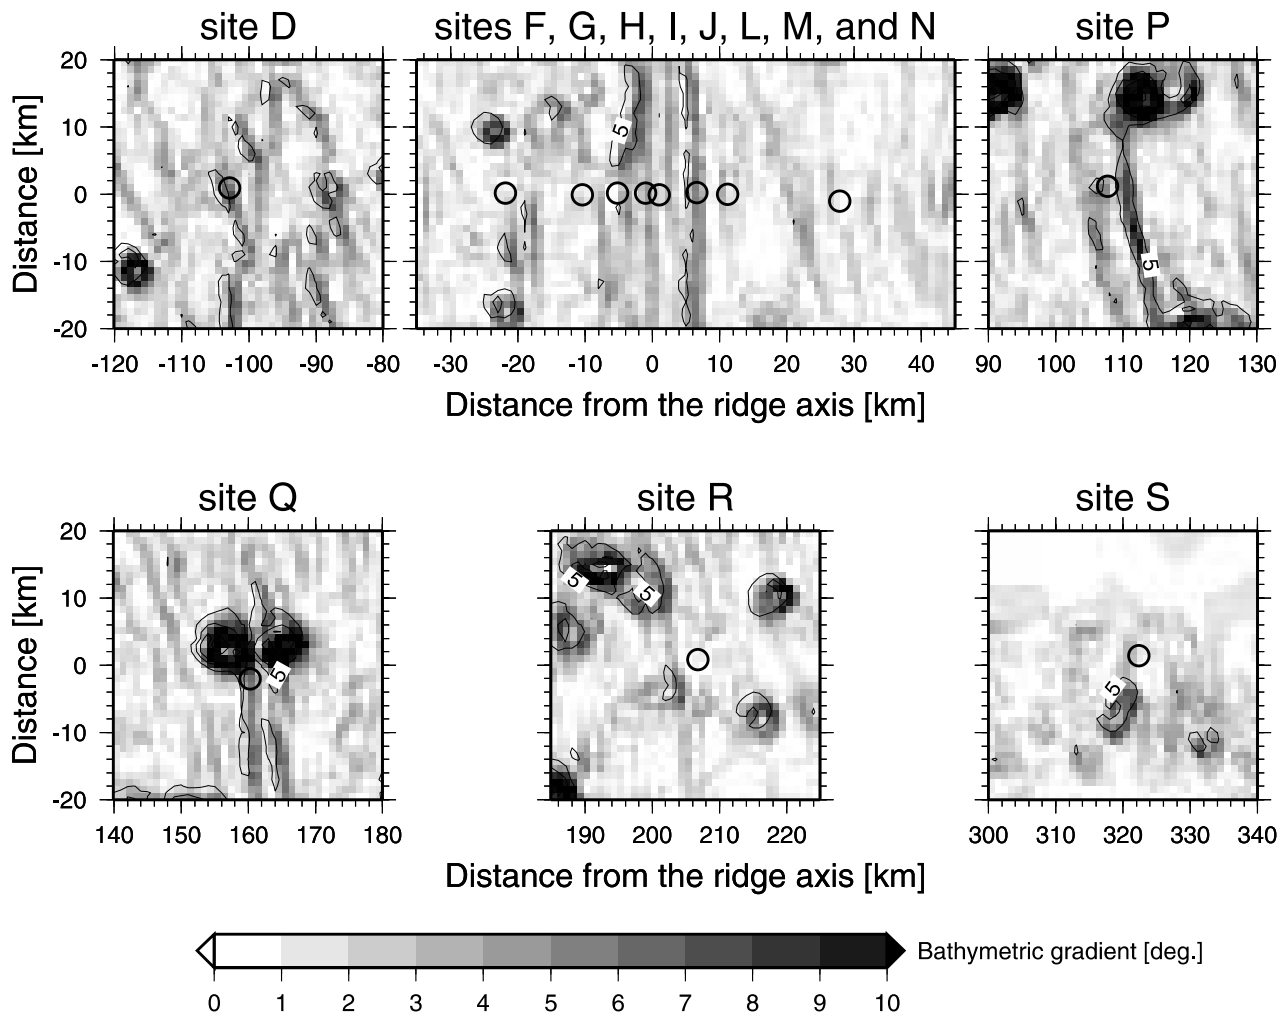 site D
sites F, G, H, I, J, L, M, and N
site P
Distance [km]
20
10
0
-10
-20
5
5
-120 -110 -100 -90 -80
-30 -20 -10 0 10 20 30 40
90 100 110 120 130
Distance from the ridge axis [km]
site Q
site R
site S
Distance [km]
20
10
0
-10
-20
5
5
5
5
140 150 160 170 180
190 200 210 220
300 310 320 330 340
Distance from the ridge axis [km]
Bathymetric gradient [deg.]
0 1 2 3 4 5 6 7 8 9 10